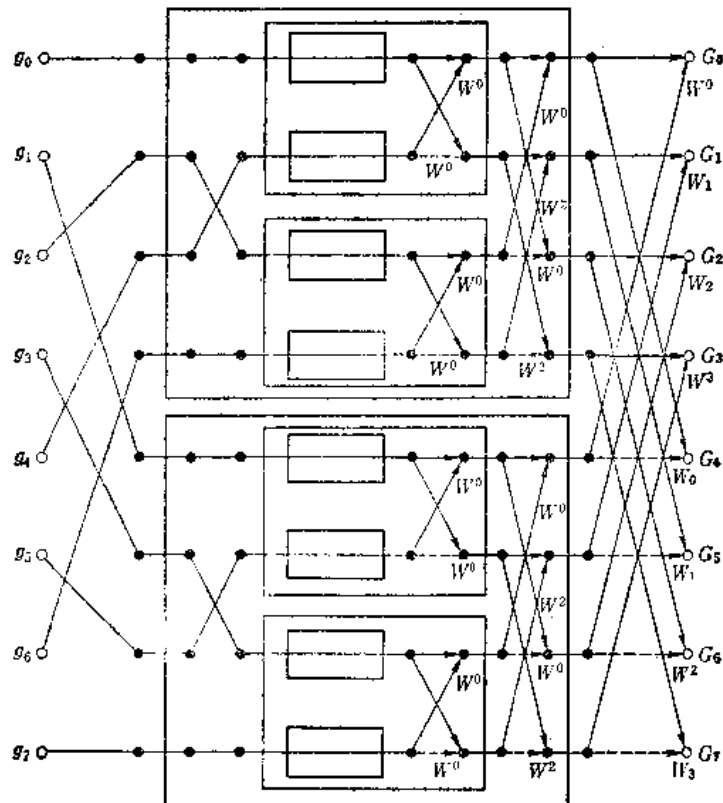 g₀ G₀
W⁰ W⁰
W⁰
g₁ G₁
W⁰ W₁
W²
g₂ G₂
W⁰ W⁰ W₂
g₃ G₃
W⁰ W² W³
g₄ G₄
W⁰ W⁰ W₀
g₅ G₅
W⁰ W₁
W²
g₆ G₆
W⁰ W⁰ W²
g₇ G₇
W⁰ W² W₃